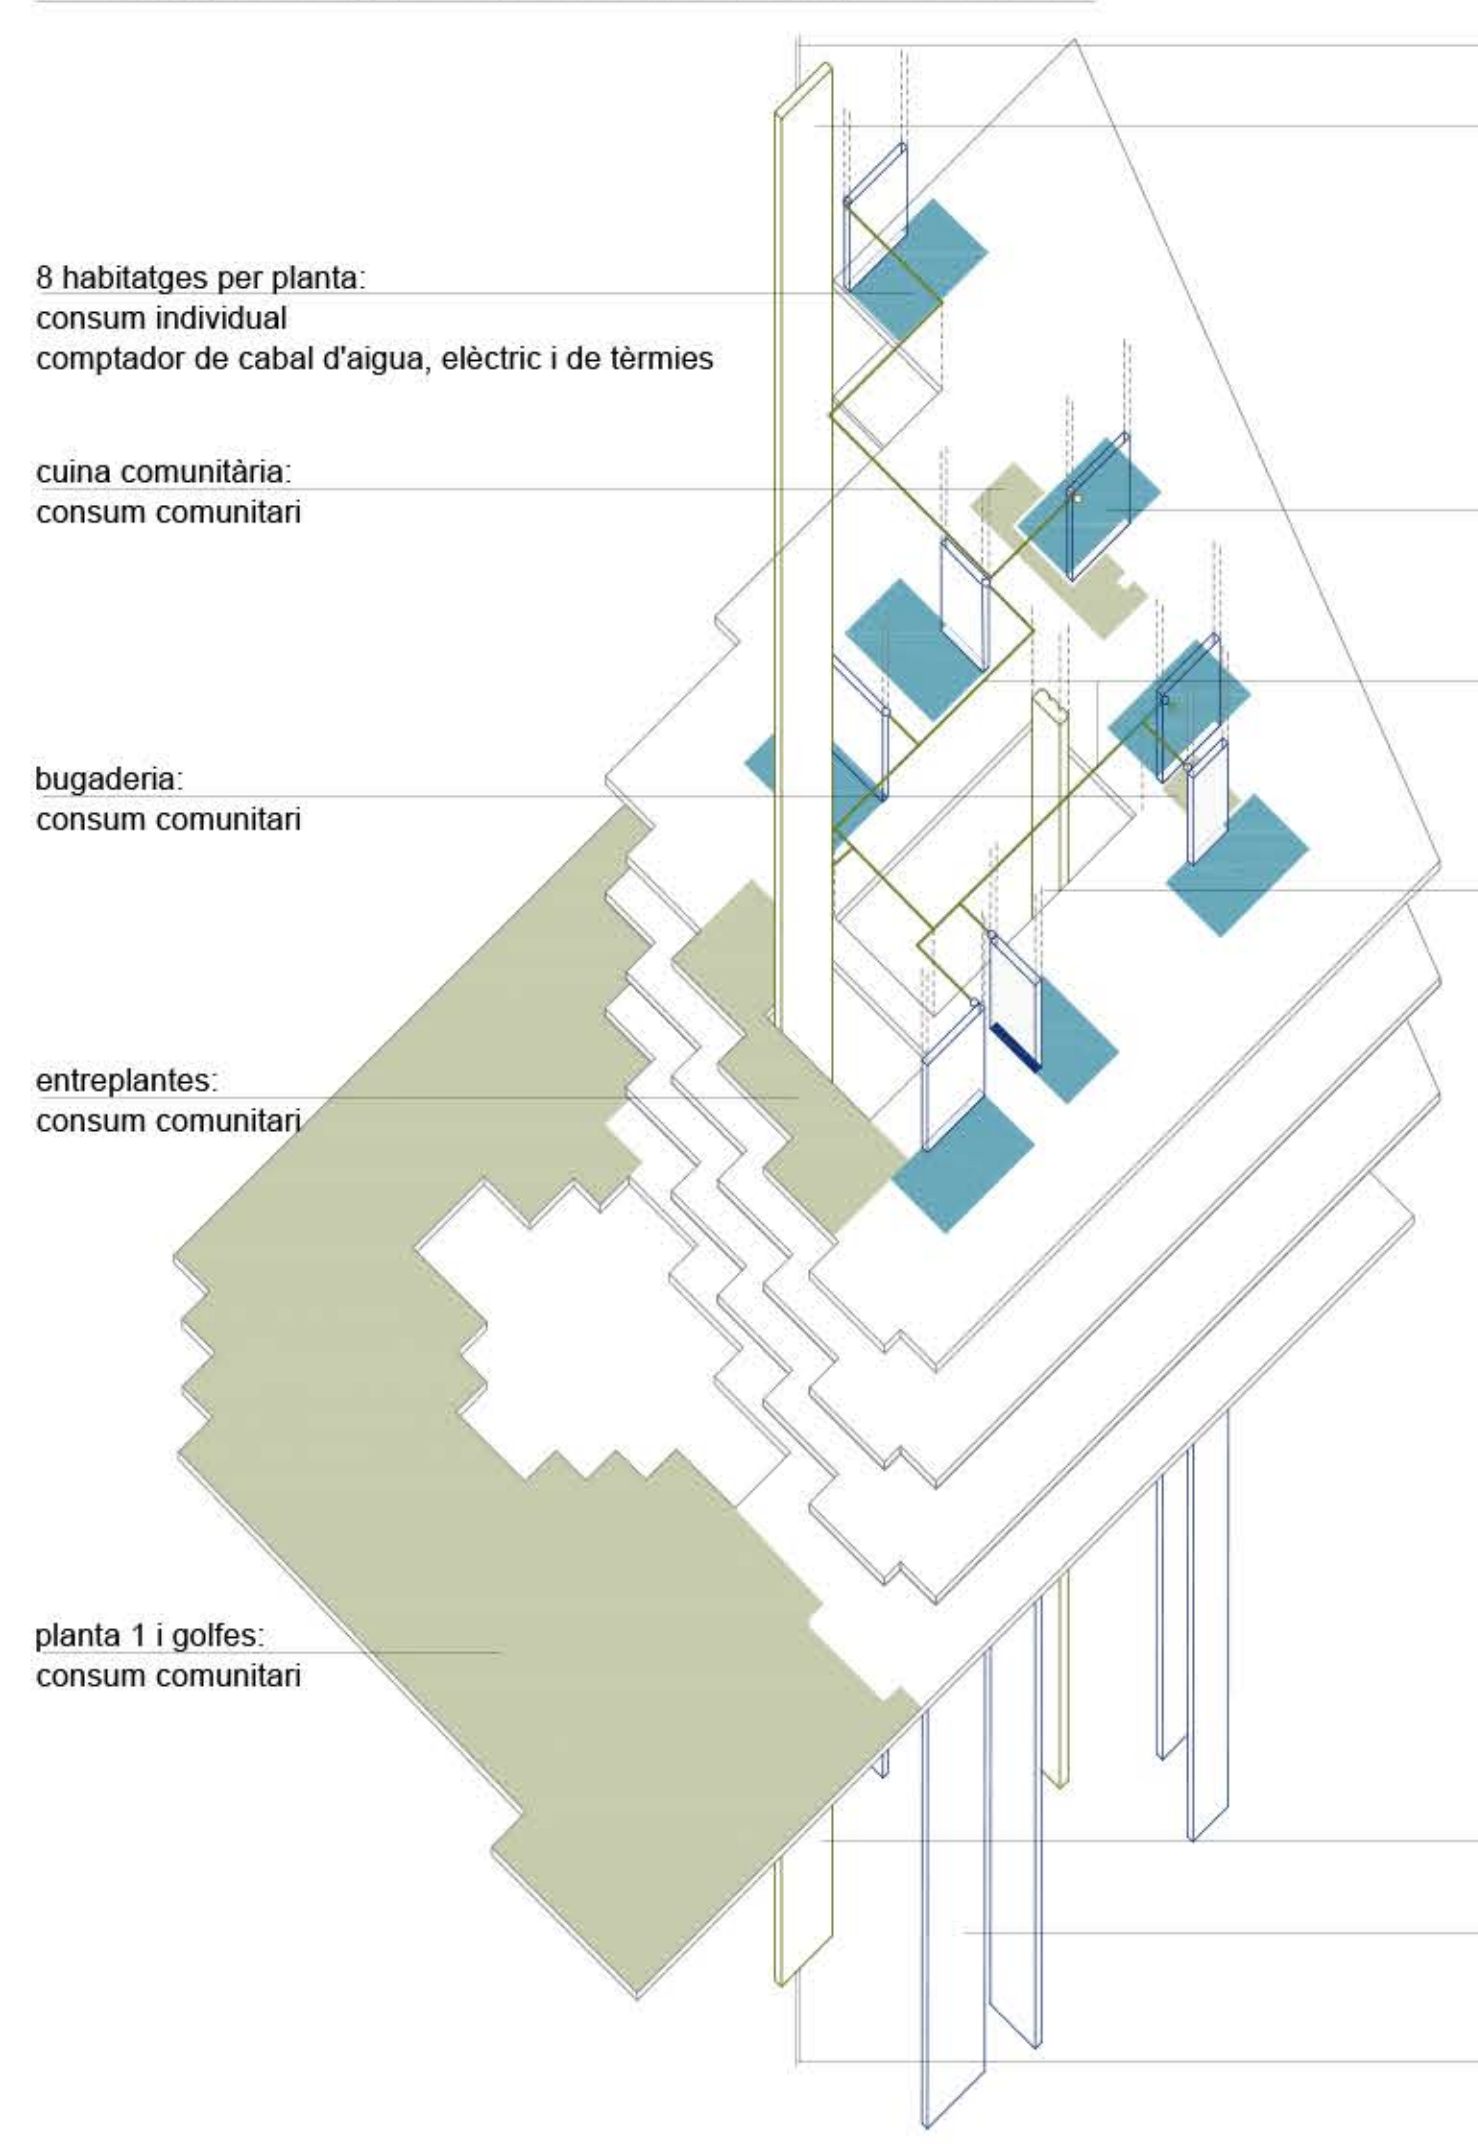 8 habitatges per planta:
consum individual
comptador de cabal d'aigua, elèctric i de tèrmies
cuina comunitària:
consum comunitari
bugaderia:
consum comunitari
entreplantes:
consum comunitari
planta 1 i golfes:
consum comunitari